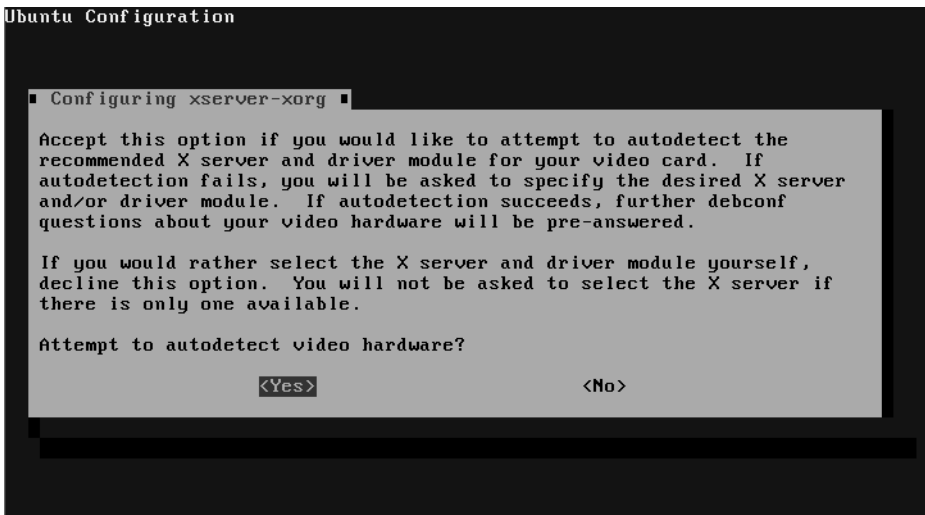 Ubuntu Configuration
Configuring xserver-xorg
Accept this option if you would like to attempt to autodetect the
recommended X server and driver module for your video card.  If
autodetection fails, you will be asked to specify the desired X server
and/or driver module.  If autodetection succeeds, further debconf
questions about your video hardware will be pre-answered.
If you would rather select the X server and driver module yourself,
decline this option.  You will not be asked to select the X server if
there is only one available.
Attempt to autodetect video hardware?
<Yes> <No>